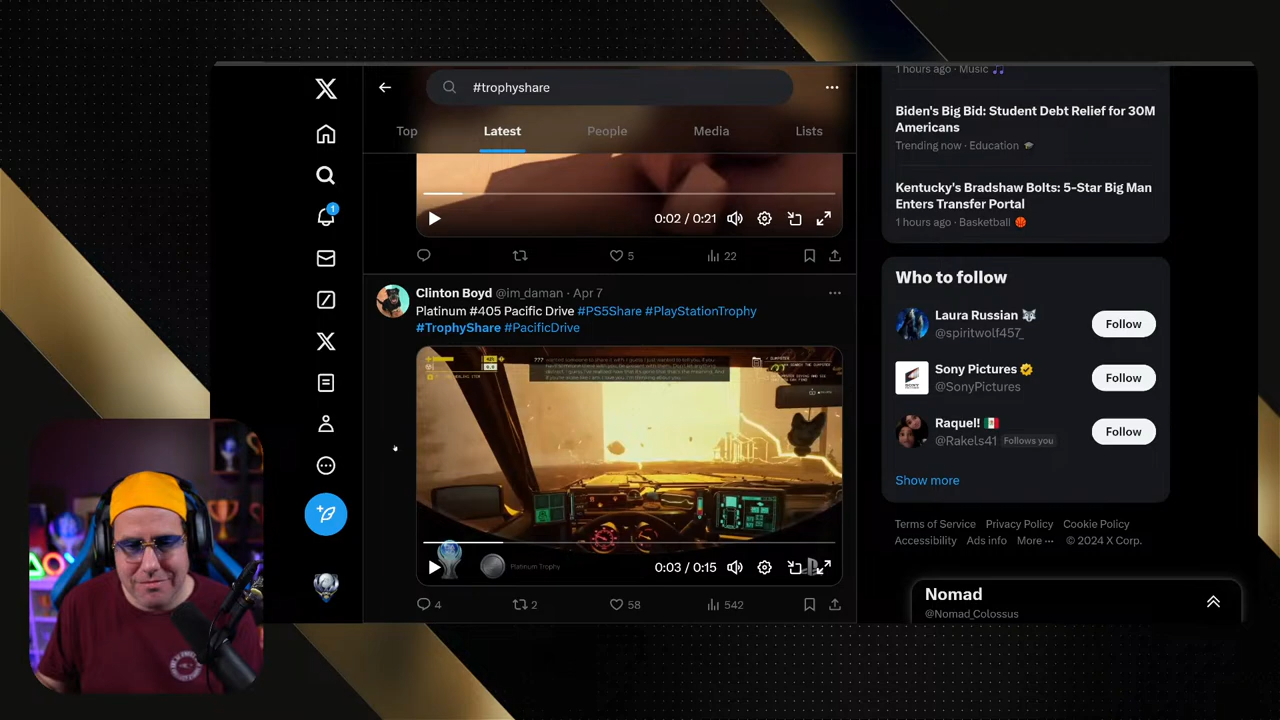 #trophyshare
Top
Latest
People
Media
Lists
0:02 / 0:21
5
22
Clinton Boyd @im_daman · Apr 7
Platinum #405 Pacific Drive #PS5Share #PlayStationTrophy
#TrophyShare #PacificDrive
???
Platinum Trophy
0:03 / 0:15
4
2
58
542
1
1 hours ago · Music
Biden's Big Bid: Student Debt Relief for 30M
Americans
Trending now · Education
Kentucky's Bradshaw Bolts: 5-Star Big Man
Enters Transfer Portal
1 hours ago · Basketball
Who to follow
Laura Russian
@spiritwolf457_
Follow
SONY
Sony Pictures
@SonyPictures
Follow
Raquel!
@Rakels41 Follows you
Follow
Show more
Terms of Service Privacy Policy Cookie Policy
Accessibility Ads info More ··· © 2024 X Corp.
Nomad
@Nomad_Colossus